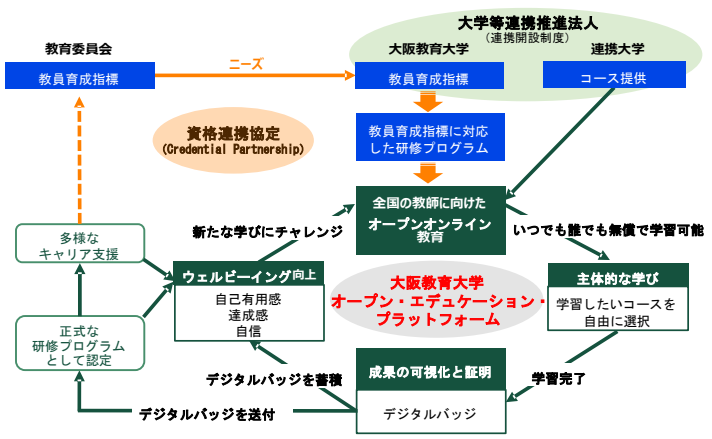 大学等連携推進法人
（連携開設制度）
教育委員会
大阪教育大学
連携大学
教員育成指標
ニーズ
教員育成指標
コース提供
資格連携協定
(Credential Partnership)
教員育成指標に対応
した研修プログラム
全国の教師に向けた
オープンオンライン
教育
新たな学びにチャレンジ
いつでも誰でも無償で学習可能
多様な
キャリア支援
ウェルビーイング向上
自己有用感
達成感
自信
大阪教育大学
オープン・エデュケーション・
プラットフォーム
主体的な学び
学習したいコースを
自由に選択
正式な
研修プログラム
として認定
デジタルバッジを蓄積
成果の可視化と証明
デジタルバッジ
学習完了
デジタルバッジを送付